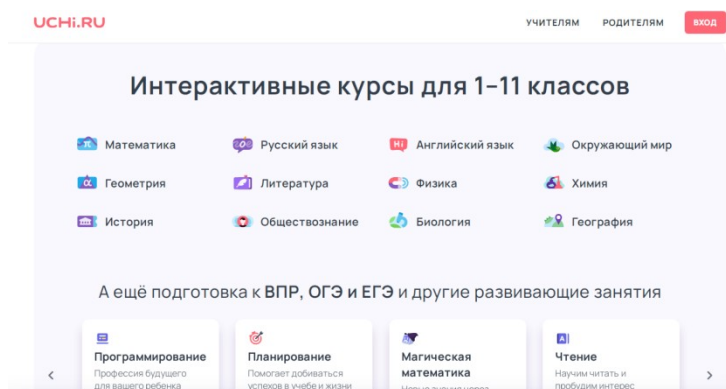 UCHi.RU
УЧИТЕЛЯМ РОДИТЕЛЯМ ВХОД
Интерактивные курсы для 1–11 классов
Математика Русский язык Английский язык Окружающий мир
Геометрия Литература Физика Химия
История Обществознание Биология География
А ещё подготовка к ВПР, ОГЭ и ЕГЭ и другие развивающие занятия
Программирование Планирование Магическая Чтение
математика
Профессия будущего Помогает добиваться Научим читать и
для вашего ребенка успехов в учебе и жизни пробудим интерес